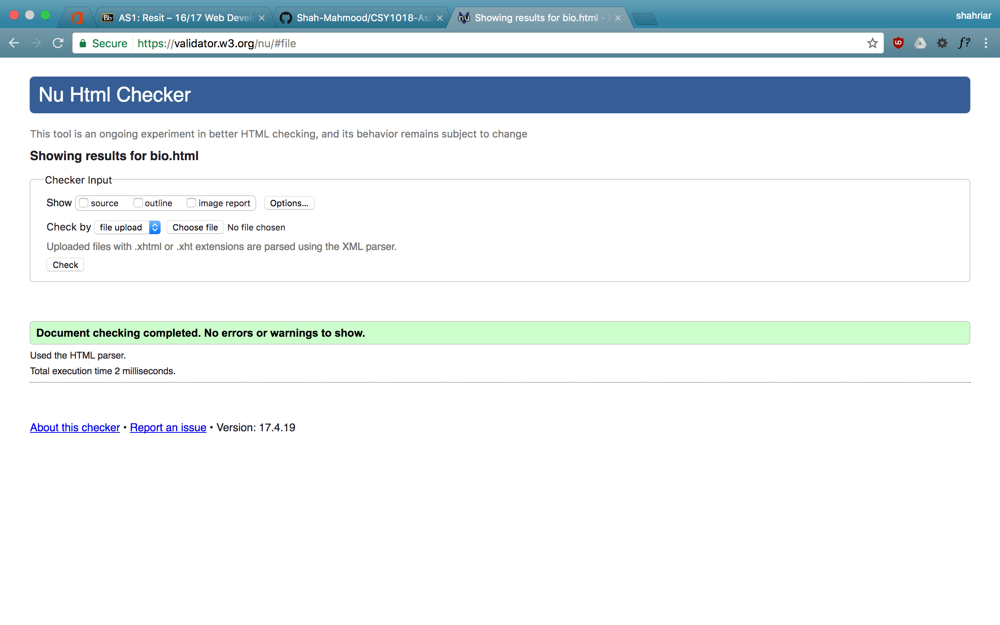 Bb AS1: Resit – 16/17 Web Devel
Shah-Mahmood/CSY1018-Ass
nu Showing results for bio.html -
shahriar
Secure https://validator.w3.org/nu/#file
f?
Nu Html Checker
This tool is an ongoing experiment in better HTML checking, and its behavior remains subject to change
Showing results for bio.html
Checker Input
Show source outline image report Options...
Check by file upload Choose file No file chosen
Uploaded files with .xhtml or .xht extensions are parsed using the XML parser.
Check
Document checking completed. No errors or warnings to show.
Used the HTML parser.
Total execution time 2 milliseconds.
About this checker • Report an issue • Version: 17.4.19